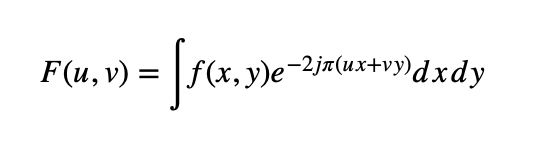 F(u, v) = ∫ f(x, y)e^{-2jπ(ux+vy)}dxdy